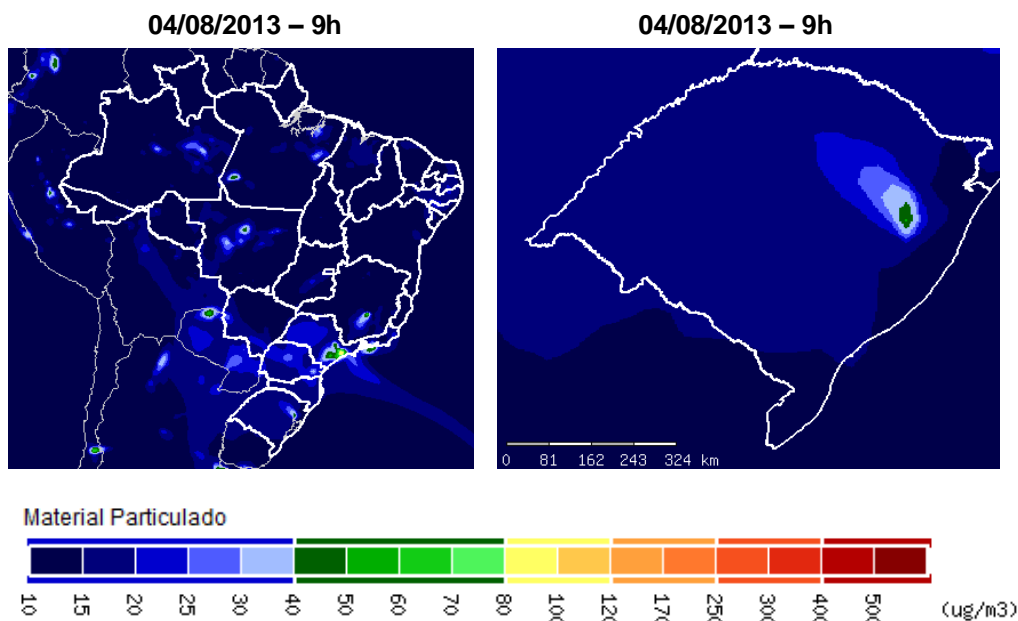 04/08/2013 – 9h
04/08/2013 – 9h
0 81 162 243 324 km
Material Particulado
10 15 20 25 30 40 50 60 70 80 100 120 170 250 300 400 500 (ug/m3)